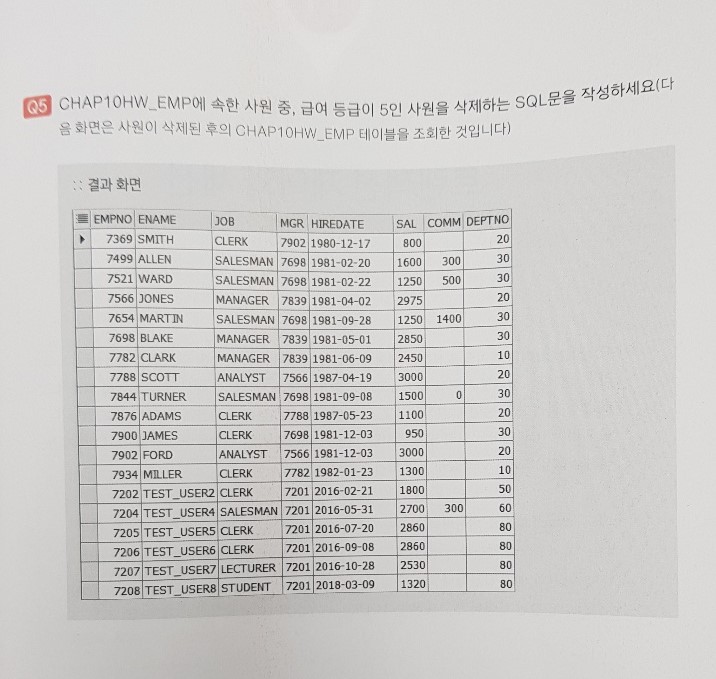 Q5 CHAP10HW_EMP에 속한 사원 중, 급여 등급이 5인 사원을 삭제하는 SQL문을 작성하세요(다
음 화면은 사원이 삭제된 후의 CHAP10HW_EMP 테이블을 조회한 것입니다)
:: 결과 화면
EMPNO ENAME JOB MGR HIREDATE SAL COMM DEPTNO
7369 SMITH CLERK 7902 1980-12-17 800 20
7499 ALLEN SALESMAN 7698 1981-02-20 1600 300 30
7521 WARD SALESMAN 7698 1981-02-22 1250 500 30
7566 JONES MANAGER 7839 1981-04-02 2975 20
7654 MARTIN SALESMAN 7698 1981-09-28 1250 1400 30
7698 BLAKE MANAGER 7839 1981-05-01 2850 30
7782 CLARK MANAGER 7839 1981-06-09 2450 10
7788 SCOTT ANALYST 7566 1987-04-19 3000 20
7844 TURNER SALESMAN 7698 1981-09-08 1500 0 30
7876 ADAMS CLERK 7788 1987-05-23 1100 20
7900 JAMES CLERK 7698 1981-12-03 950 30
7902 FORD ANALYST 7566 1981-12-03 3000 20
7934 MILLER CLERK 7782 1982-01-23 1300 10
7202 TEST_USER2 CLERK 7201 2016-02-21 1800 50
7204 TEST_USER4 SALESMAN 7201 2016-05-31 2700 300 60
7205 TEST_USER5 CLERK 7201 2016-07-20 2860 80
7206 TEST_USER6 CLERK 7201 2016-09-08 2860 80
7207 TEST_USER7 LECTURER 7201 2016-10-28 2530 80
7208 TEST_USER8 STUDENT 7201 2018-03-09 1320 80